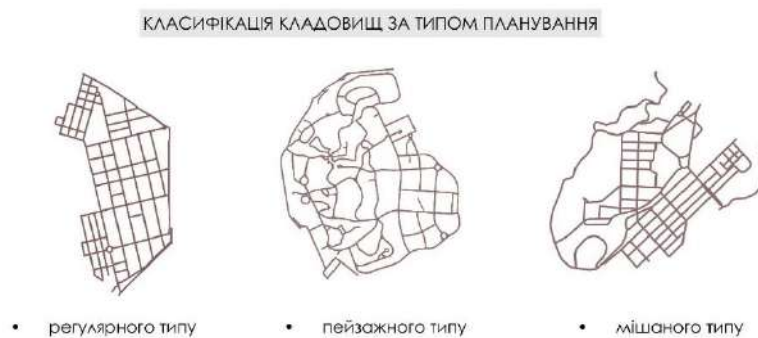 КЛАСИФІКАЦІЯ КЛАДОВИЩ ЗА ТИПОМ ПЛАНУВАННЯ
• регулярного типу • пейзажного типу • мішаного типу